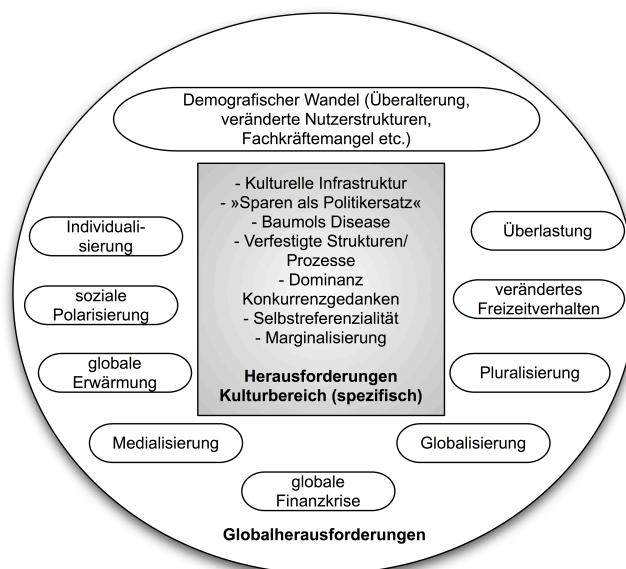 Demografischer Wandel (Überalterung,
veränderte Nutzerstrukturen,
Fachkräftemangel etc.)
- Kulturelle Infrastruktur
- »Sparen als Politikersatz«
- Baumols Disease
- Verfestigte Strukturen/
Prozesse
- Dominanz
Konkurrenzgedanken
- Selbstreferenzialität
- Marginalisierung
Herausforderungen
Kulturbereich (spezifisch)
Individuali-
sierung
soziale
Polarisierung
globale
Erwärmung
Medialisierung
globale
Finanzkrise
Überlastung
verändertes
Freizeitverhalten
Pluralisierung
Globalisierung
Globalherausforderungen